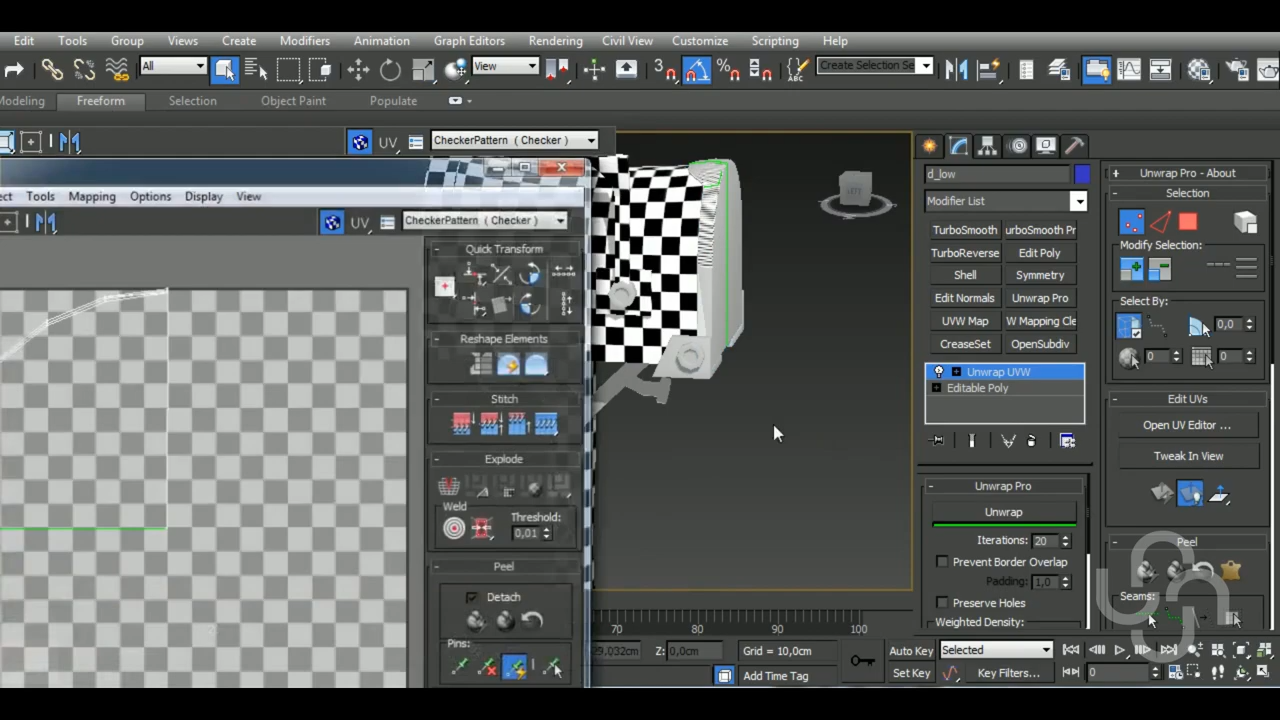 Edit Tools Group Views Create Modifiers Animation Graph Editors Rendering Civil View Customize Scripting Help
All View 3 Create Selection Se
Modeling Freeform Selection Object Paint Populate
UV CheckerPattern ( Checker )
Tools Mapping Options Display View
UV CheckerPattern ( Checker )
Quick Transform
Reshape Elements
Stitch
Explode
Weld Threshold:
0,01
Peel
Detach
Pins:
d_low
Modifier List
TurboSmooth urboSmooth Pr
TurboReverse Edit Poly
Shell Symmetry
Edit Normals Unwrap Pro
UVW Map W Mapping Cle
CreaseSet OpenSubdiv
Unwrap UVW
Editable Poly
Unwrap Pro
Unwrap
Iterations: 20
Prevent Border Overlap
Padding: 1,0
Preserve Holes
Weighted Density:
Unwrap Pro - About
Selection
Modify Selection:
Select By:
0,0
0 0
Edit UVs
Open UV Editor ...
Tweak In View
Peel
Seams:
70 80 90 100
29,032cm Z: 0,0cm Grid = 10,0cm Auto Key Selected
Add Time Tag Set Key Key Filters... 0